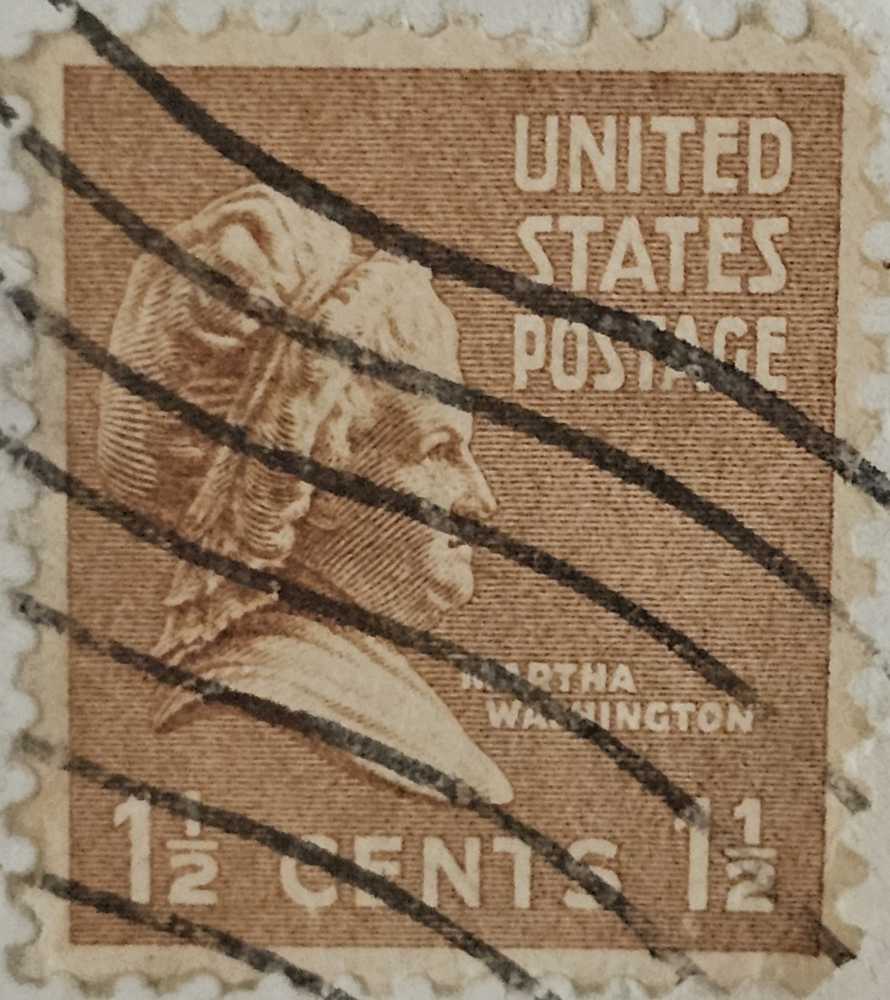 UNITED
STATES
POSTAGE
MARTHA
WASHINGTON
1½ CENTS 1½